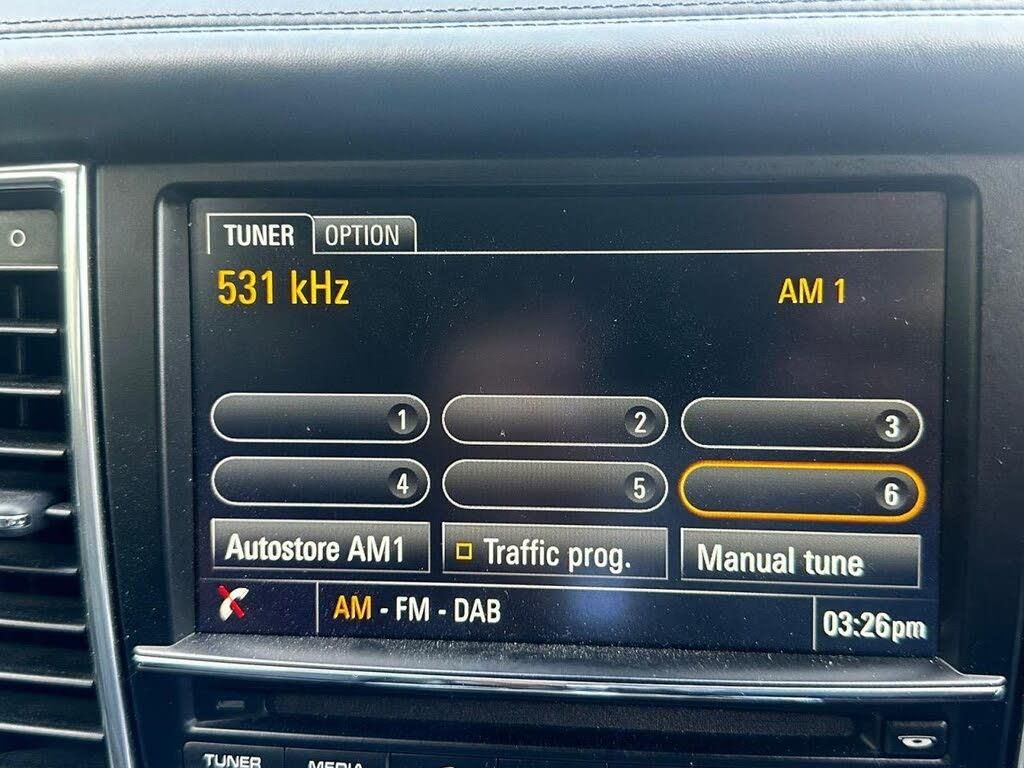 TUNER OPTION
531 kHz AM 1
1 2 3
4 5 6
Autostore AM1 Traffic prog. Manual tune
AM - FM - DAB 03:26pm
TUNER MEDIA